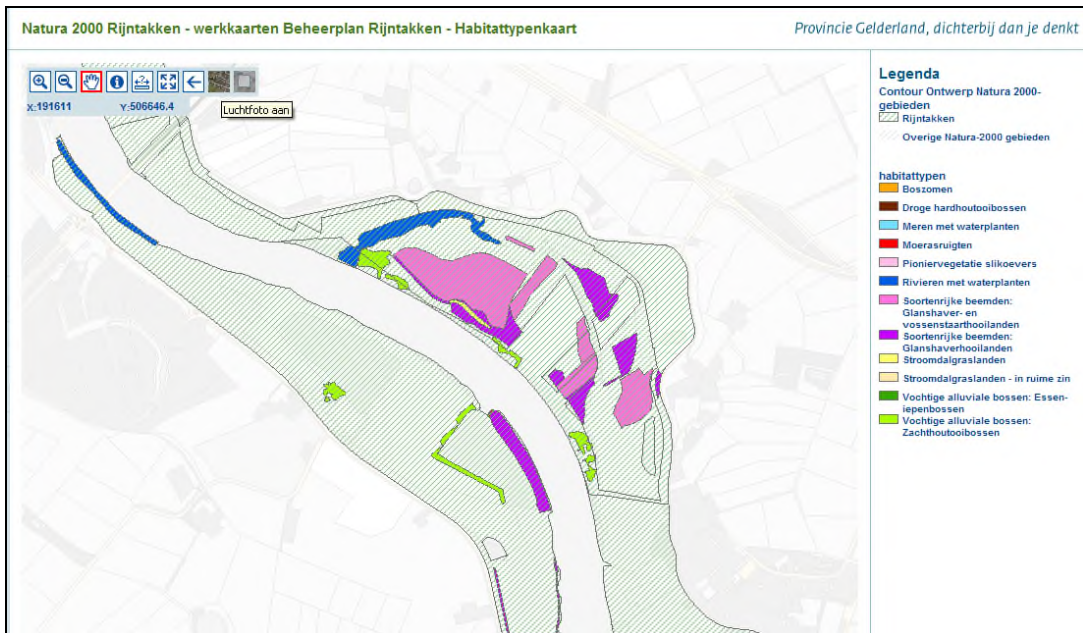 Natura 2000 Rijntakken - werkkaarten Beheerplan Rijntakken - Habitattypenkaart
Provincie Gelderland, dichterbij dan je denkt
X:191611 Y:506646.4
Luchtfoto aan
Legenda
Contour Ontwerp Natura 2000-
gebieden
Rijntakken
Overige Natura-2000 gebieden
habitattypen
Boszomen
Droge hardhoutooibossen
Meren met waterplanten
Moerasruigten
Pioniervegetatie slikoevers
Rivieren met waterplanten
Soortenrijke beemden:
Glanshaver- en
vossenstaarthooilanden
Soortenrijke beemden:
Glanshaverhooilanden
Stroomdalgraslanden
Stroomdalgraslanden - in ruime zin
Vochtige alluviale bossen: Essen-
iepenbossen
Vochtige alluviale bossen:
Zachthoutooibossen